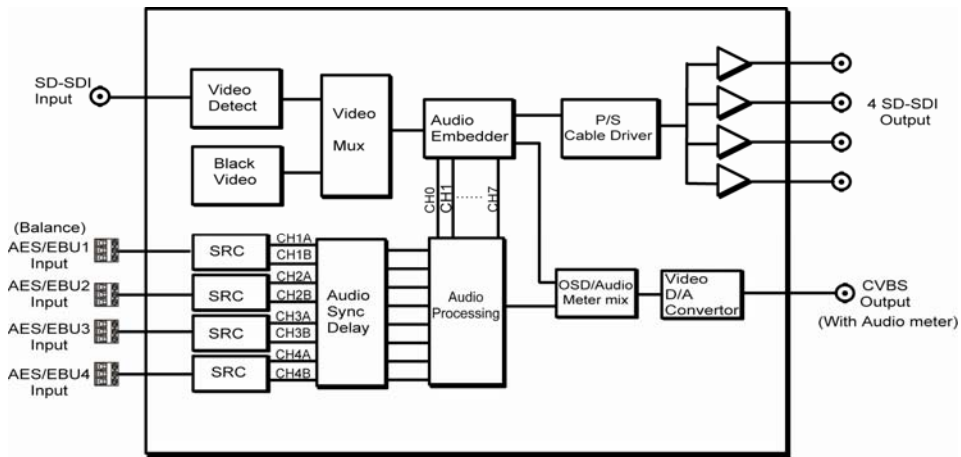 SD-SDI
Input
Video
Detect
Black
Video
Video
Mux
Audio
Embedder
P/S
Cable Driver
4 SD-SDI
Output
CH0
CH1
........
CH7
(Balance)
AES/EBU1
Input
AES/EBU2
Input
AES/EBU3
Input
AES/EBU4
Input
SRC
SRC
SRC
SRC
CH1A
CH1B
CH2A
CH2B
CH3A
CH3B
CH4A
CH4B
Audio
Sync
Delay
Audio
Processing
OSD/Audio
Meter mix
Video
D/A
Convertor
CVBS
Output
(With Audio meter)